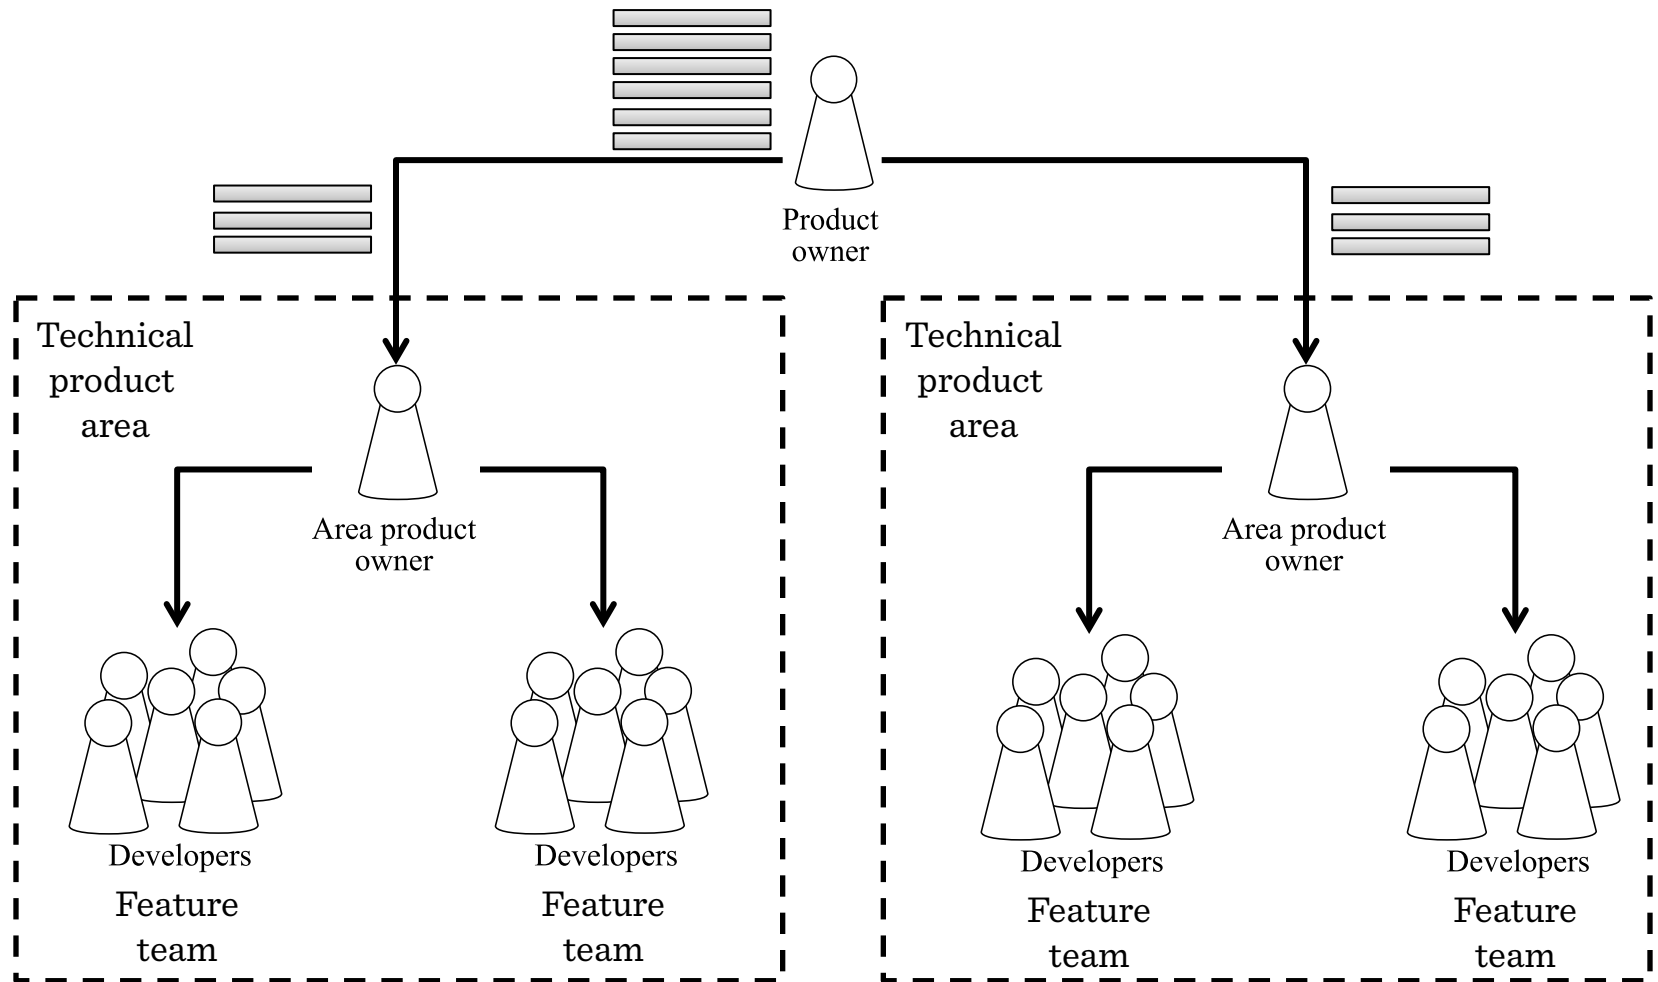 Product
owner
Technical
product
area
Area product
owner
Developers
Feature
team
Developers
Feature
team
Technical
product
area
Area product
owner
Developers
Feature
team
Developers
Feature
team